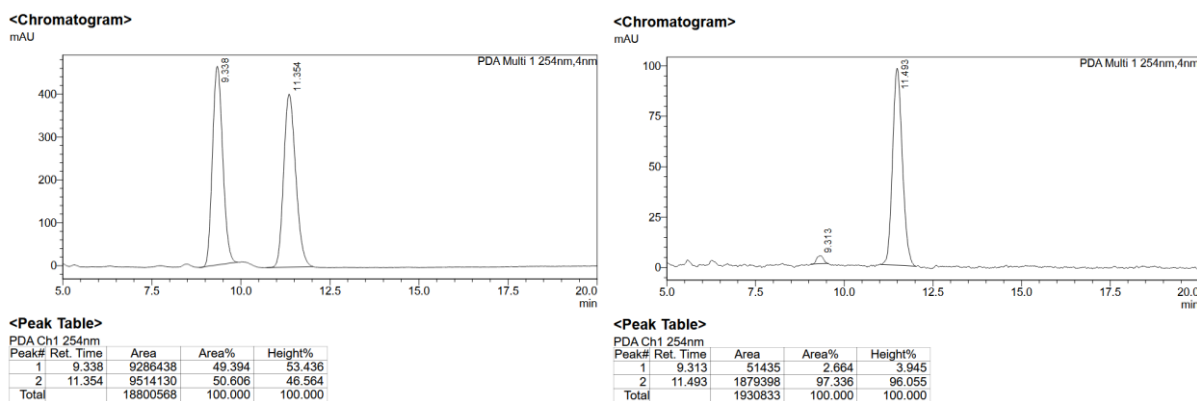 <Chromatogram>
mAU
PDA Multi 1 254nm,4nm
9.338
11.354
400
300
200
100
0
5.0 7.5 10.0 12.5 15.0 17.5 20.0
min
<Peak Table>
PDA Ch1 254nm
Peak# Ret. Time Area Area% Height%
1 9.338 9286438 49.394 53.436
2 11.354 9514130 50.606 46.564
Total 18800568 100.000 100.000
<Chromatogram>
mAU
PDA Multi 1 254nm,4nm
9.313
11.493
100
75
50
25
0
5.0 7.5 10.0 12.5 15.0 17.5 20.0
min
<Peak Table>
PDA Ch1 254nm
Peak# Ret. Time Area Area% Height%
1 9.313 51435 2.664 3.945
2 11.493 1879398 97.336 96.055
Total 1930833 100.000 100.000